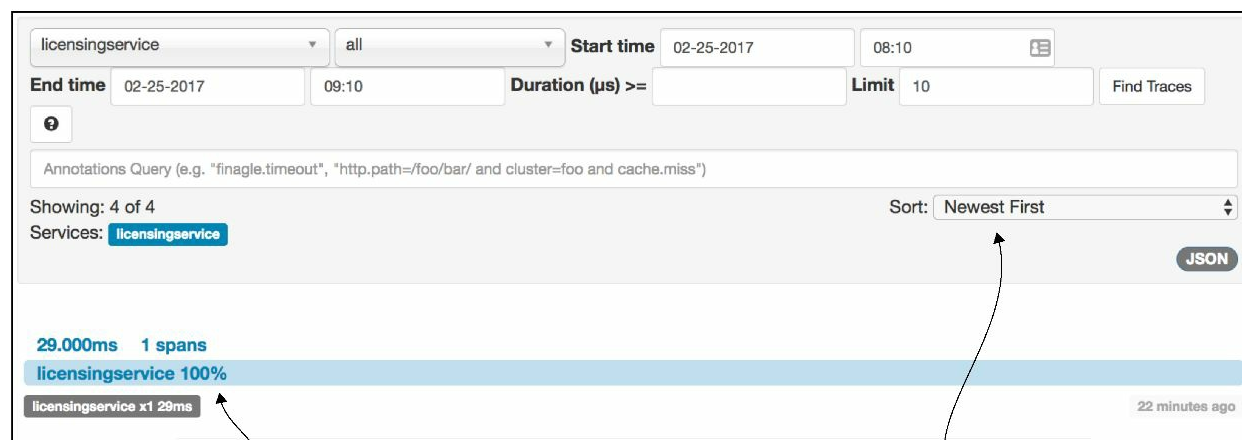 licensingservice all Start time 02-25-2017 08:10
End time 02-25-2017 09:10 Duration (µs) >= Limit 10 Find Traces
?
Annotations Query (e.g. "finagle.timeout", "http.path=/foo/bar/ and cluster=foo and cache.miss")
Showing: 4 of 4 Sort: Newest First
Services: licensingservice
JSON
29.000ms 1 spans
licensingservice 100%
licensingservice x1 29ms 22 minutes ago